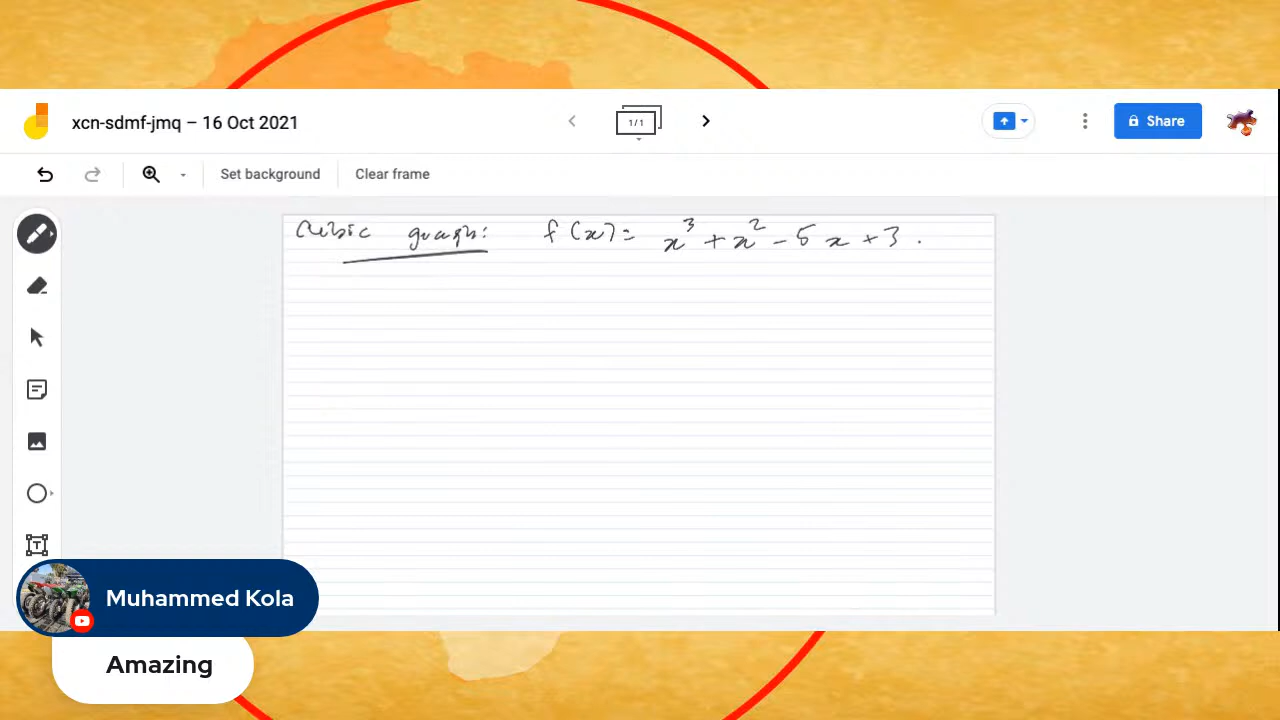 xcn-sdmf-jmq – 16 Oct 2021
1/1
Share
Set background
Clear frame
Cubic graph: f(x) = x³ + x² - 5x + 3.
T
Muhammed Kola
Amazing